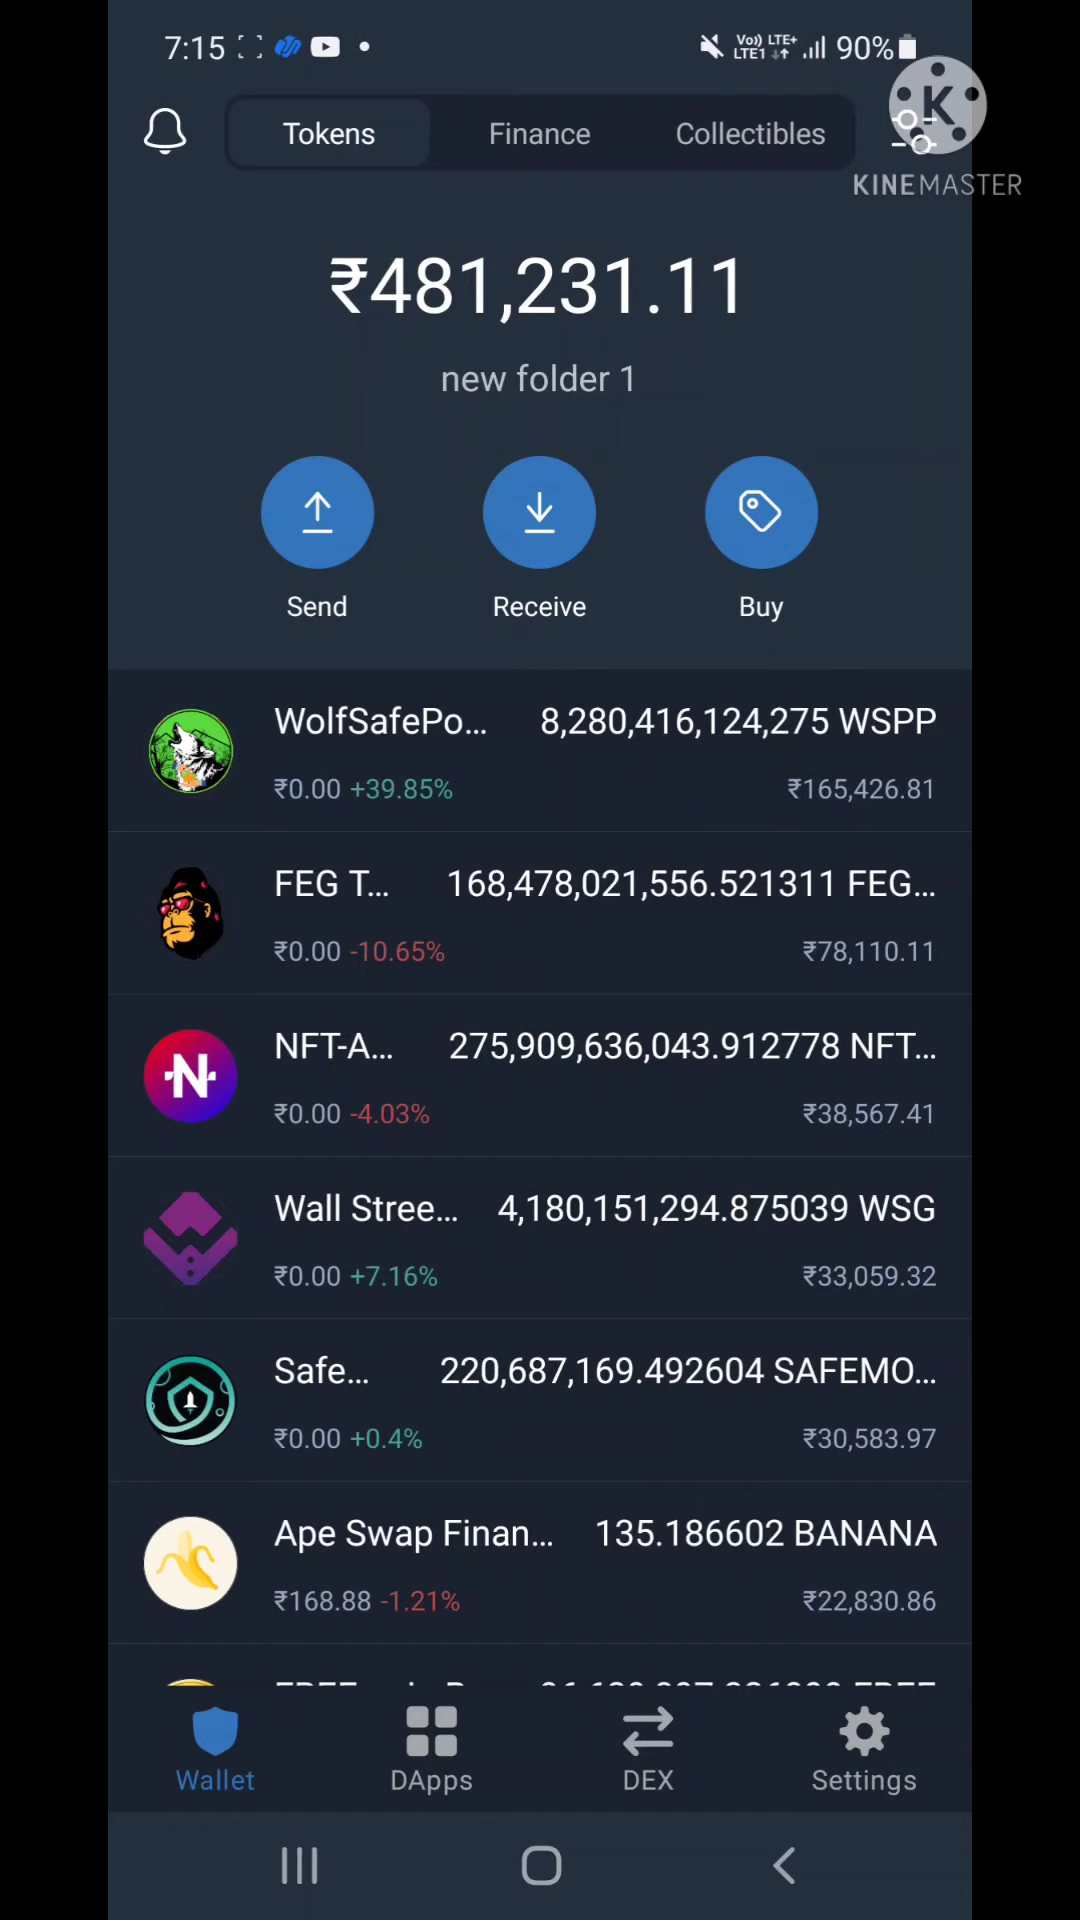 7:15 Vo) LTE+ LTE1 90%
K
KINEMASTER
Tokens Finance Collectibles
₹481,231.11
new folder 1
Send Receive Buy
WolfSafePo... 8,280,416,124,275 WSPP
₹0.00 +39.85% ₹165,426.81
FEG T... 168,478,021,556.521311 FEG...
₹0.00 -10.65% ₹78,110.11
N
NFT-A... 275,909,636,043.912778 NFT...
₹0.00 -4.03% ₹38,567.41
Wall Stree... 4,180,151,294.875039 WSG
₹0.00 +7.16% ₹33,059.32
Safe... 220,687,169.492604 SAFEMO...
₹0.00 +0.4% ₹30,583.97
Ape Swap Finan... 135.186602 BANANA
₹168.88 -1.21% ₹22,830.86
Wallet DApps DEX Settings